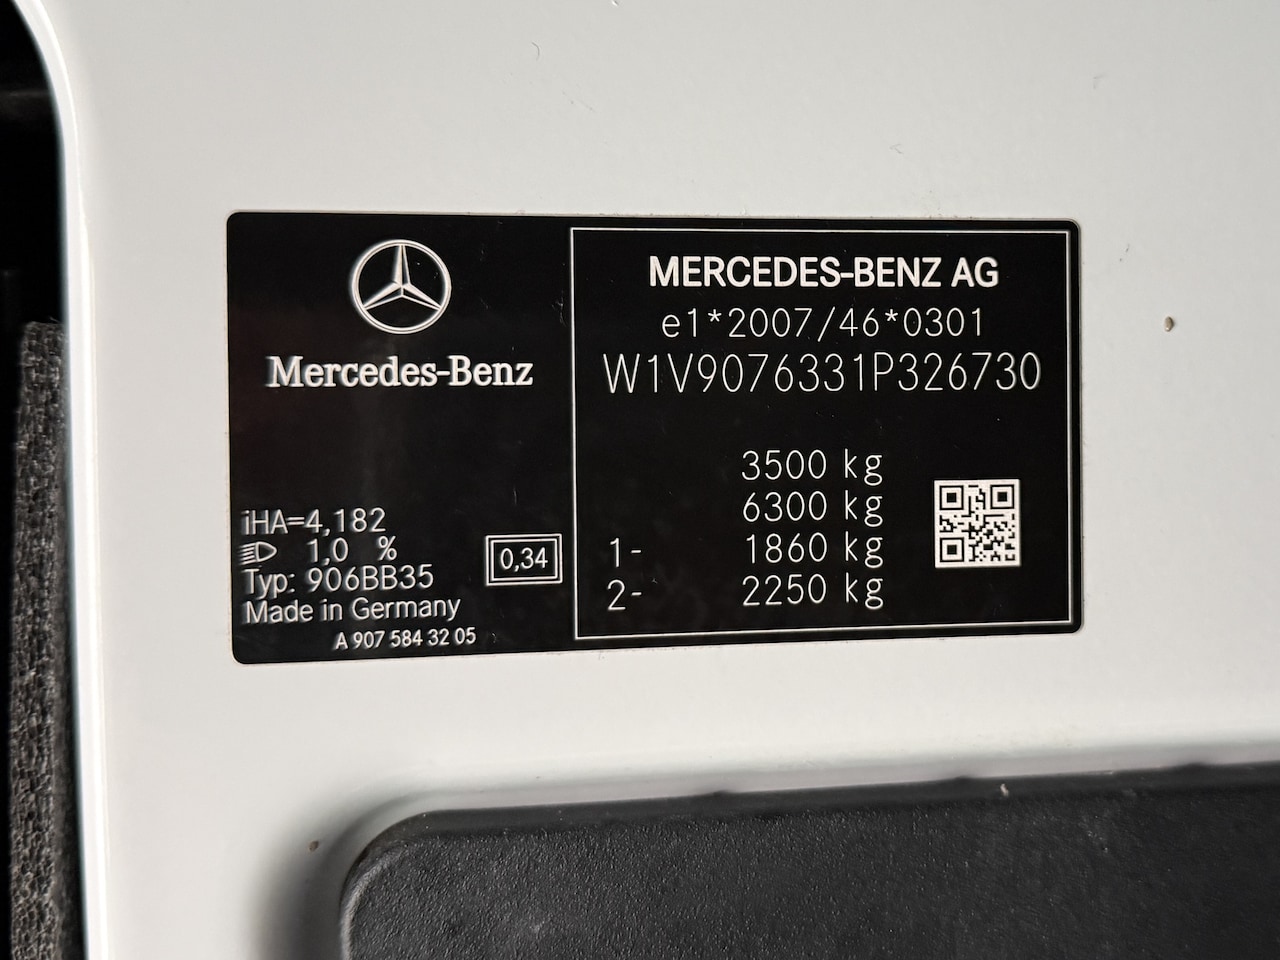 Mercedes-Benz
iHA=4,182
1,0 %
Typ: 906BB35
Made in Germany
A 907 584 32 05
0,34
MERCEDES-BENZ AG
e1*2007/46*0301
W1V9076331P326730
3500 kg
6300 kg
1- 1860 kg
2- 2250 kg